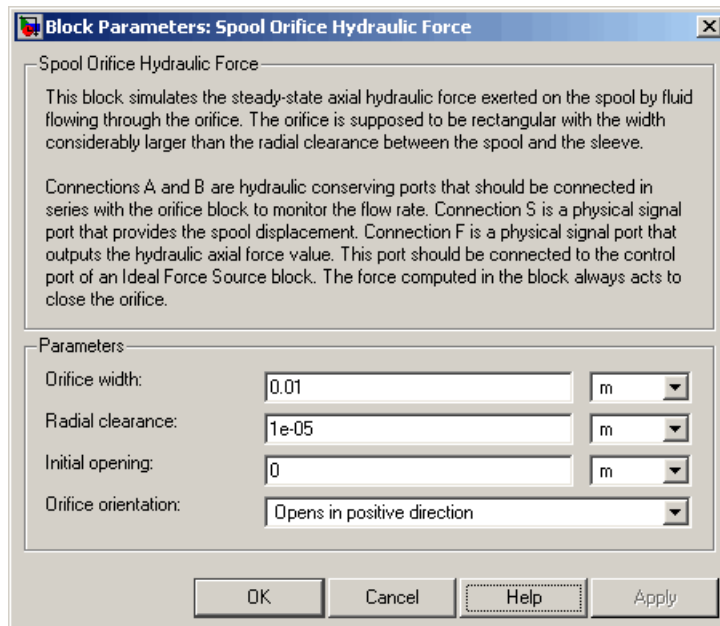 Block Parameters: Spool Orifice Hydraulic Force
Spool Orifice Hydraulic Force
This block simulates the steady-state axial hydraulic force exerted on the spool by fluid
flowing through the orifice. The orifice is supposed to be rectangular with the width
considerably larger than the radial clearance between the spool and the sleeve.
Connections A and B are hydraulic conserving ports that should be connected in
series with the orifice block to monitor the flow rate. Connection S is a physical signal
port that provides the spool displacement. Connection F is a physical signal port that
outputs the hydraulic axial force value. This port should be connected to the control
port of an Ideal Force Source block. The force computed in the block always acts to
close the orifice.
Parameters
Orifice width: 0.01 m
Radial clearance: 1e-05 m
Initial opening: 0 m
Orifice orientation: Opens in positive direction
OK Cancel Help Apply